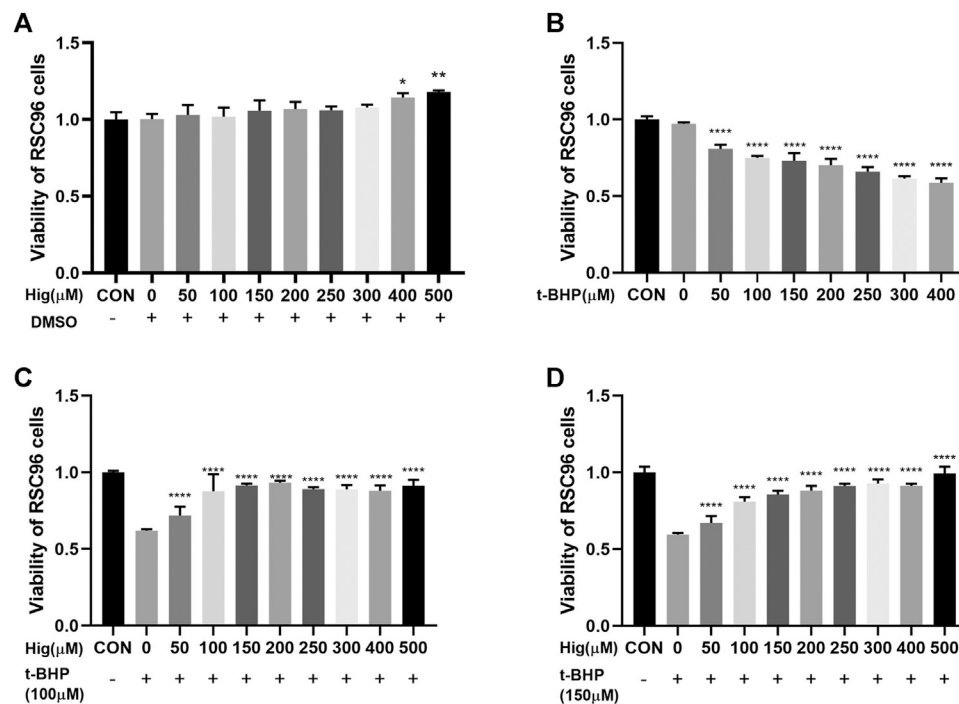 A
Viability of RSC96 cells
1.5
1.0
0.5
0.0
* **
Hig(μM) CON 0 50 100 150 200 250 300 400 500
DMSO - + + + + + + + + +
B
Viability of RSC96 cells
1.5
1.0
0.5
0.0
**** **** **** **** **** **** ****
t-BHP(μM) CON 0 50 100 150 200 250 300 400
C
Viability of RSC96 cells
1.5
1.0
0.5
0.0
**** **** **** **** **** **** **** ****
Hig(μM) CON 0 50 100 150 200 250 300 400 500
t-BHP - + + + + + + + + +
(100μM)
D
Viability of RSC96 cells
1.5
1.0
0.5
0.0
**** **** **** **** **** **** **** ****
Hig(μM) CON 0 50 100 150 200 250 300 400 500
t-BHP - + + + + + + + + +
(150μM)